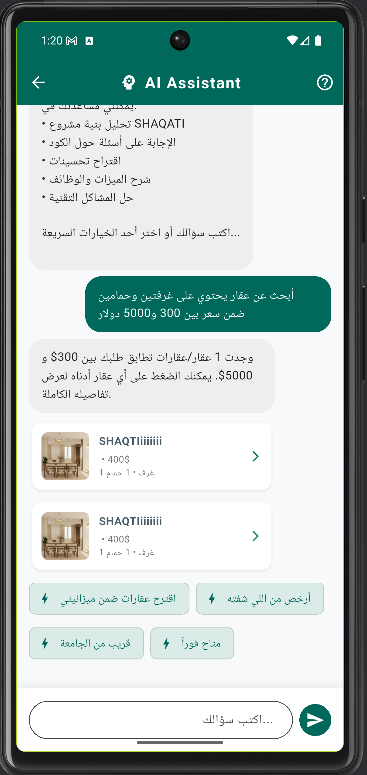 1:20
AI Assistant
يمكنني مساعدتك في:
• تحليل بنية مشروع SHAQATI
• الإجابة على أسئلة حول الكود
• اقتراح تحسينات
• شرح الميزات والوظائف
• حل المشاكل التقنية
اكتب سؤالك أو اختر أحد الخيارات السريعة...
أبحث عن عقار يحتوي على غرفتين وحمامين
ضمن سعر بين 300 و5000 دولار
وجدت 1 عقار/عقارات تطابق طلبك بين 300$ و
5000$. يمكنك الضغط على أي عقار أدناه لعرض
تفاصيله الكاملة.
SHAQTIiiiiiii
• 400$
1 غرف • 1 حمام
SHAQTIiiiiiii
• 400$
1 غرف • 1 حمام
اقترح عقارات ضمن ميزانيتي
أرخص من اللي شفته
قريب من الجامعة
متاح فوراً
اكتب سؤالك...